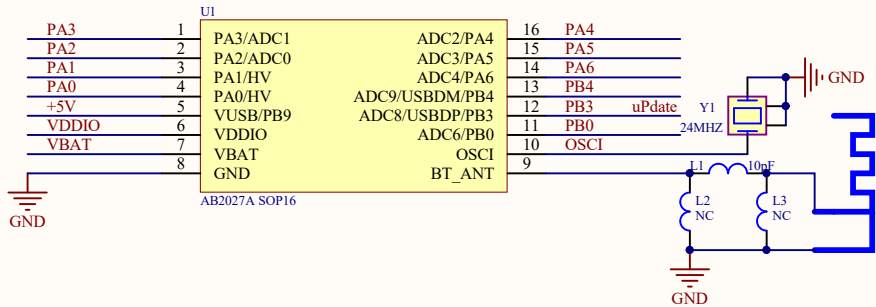 U1
PA3 1 PA3/ADC1 ADC2/PA4 16 PA4
PA2 2 PA2/ADC0 ADC3/PA5 15 PA5
PA1 3 PA1/HV ADC4/PA6 14 PA6
PA0 4 PA0/HV ADC9/USBDM/PB4 13 PB4
+5V 5 VUSB/PB9 ADC8/USBDP/PB3 12 PB3 uPdate
VDDIO 6 VDDIO ADC6/PB0 11 PB0
VBAT 7 VBAT OSCI 10 OSCI
8 GND BT_ANT 9
AB2027A SOP16
GND
Y1
24MHZ
GND
L1 10pF
L2
NC
L3
NC
GND